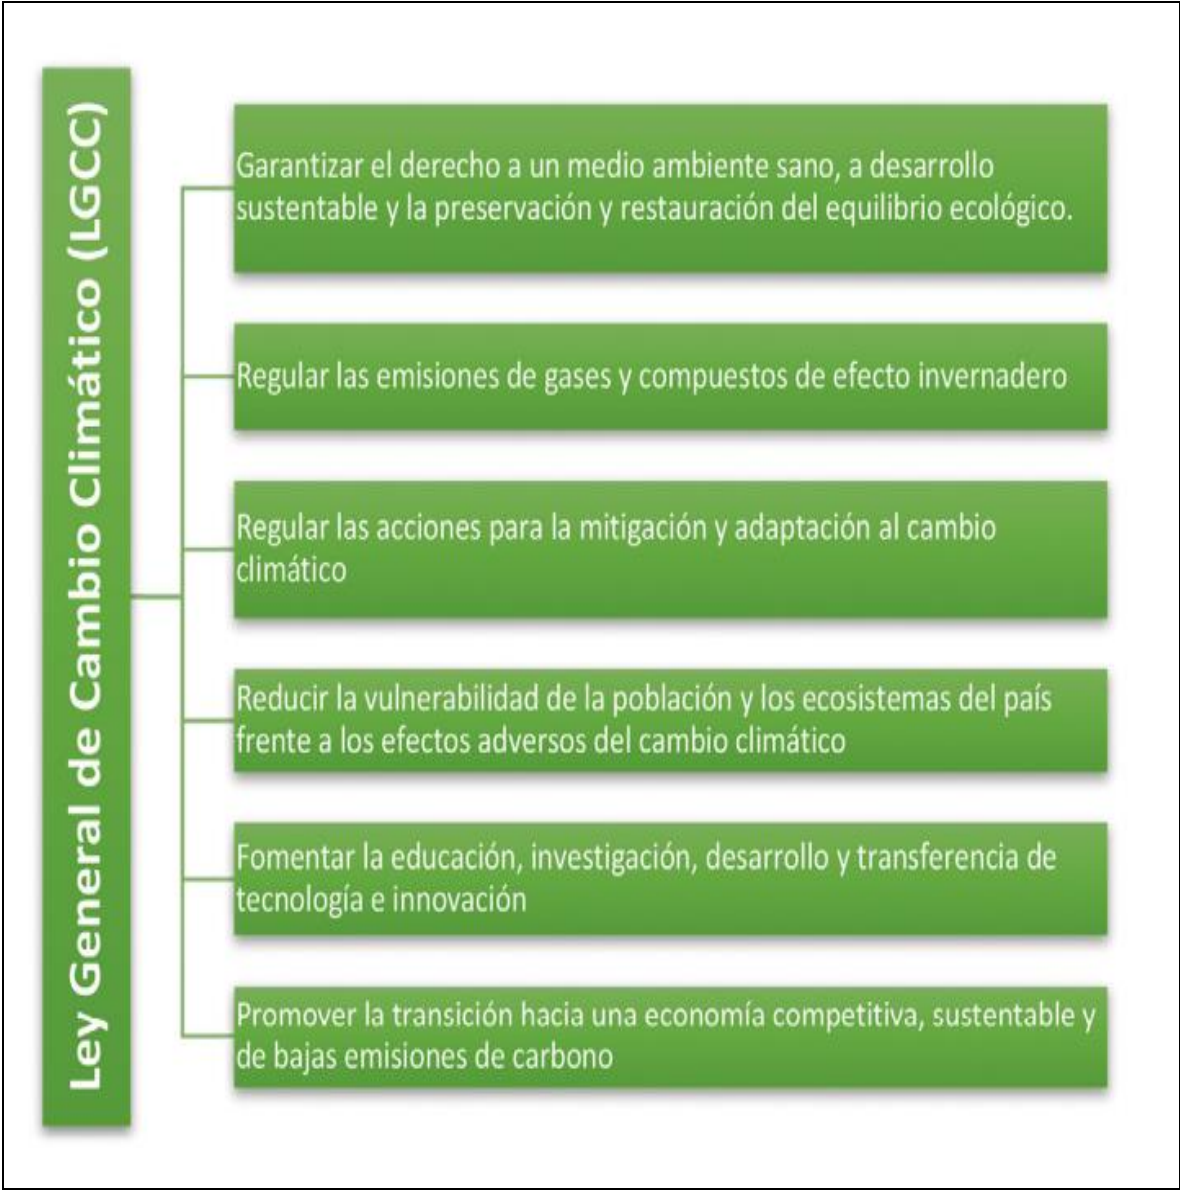 Ley General de Cambio Climático (LGCC)
Garantizar el derecho a un medio ambiente sano, a desarrollo
sustentable y la preservación y restauración del equilibrio ecológico.
Regular las emisiones de gases y compuestos de efecto invernadero
Regular las acciones para la mitigación y adaptación al cambio
climático
Reducir la vulnerabilidad de la población y los ecosistemas del país
frente a los efectos adversos del cambio climático
Fomentar la educación, investigación, desarrollo y transferencia de
tecnología e innovación
Promover la transición hacia una economía competitiva, sustentable y
de bajas emisiones de carbono